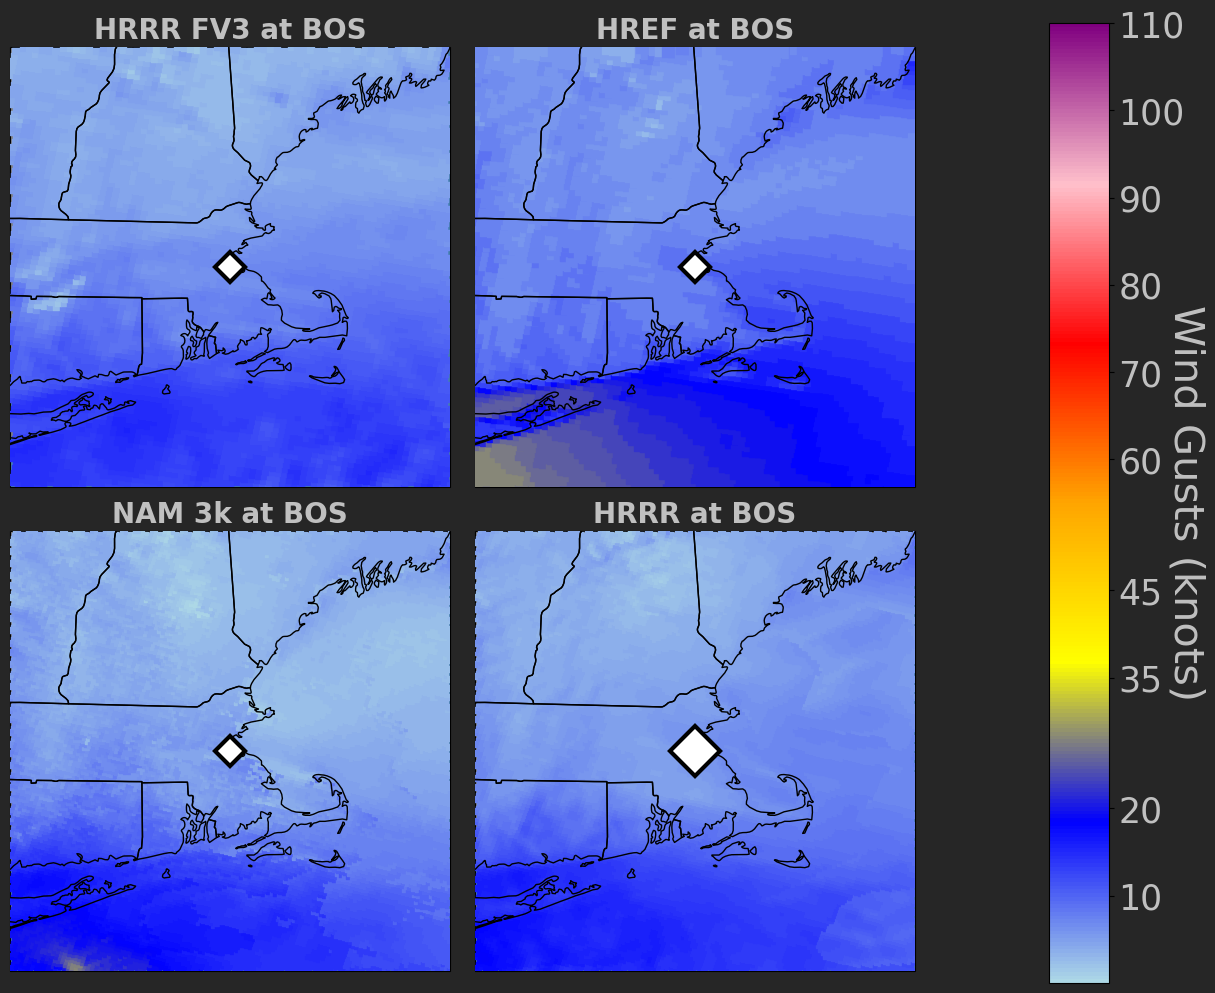 HRRR FV3 at BOS
HREF at BOS
NAM 3k at BOS
HRRR at BOS
110
100
90
80
70
60
45
35
20
10
Wind Gusts (knots)